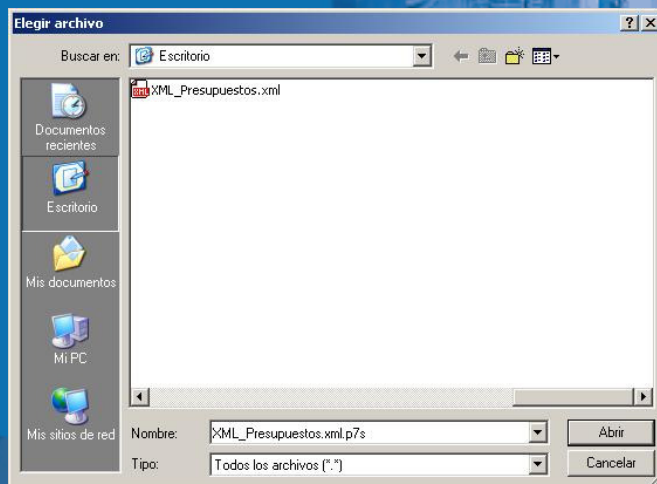 Elegir archivo
Buscar en:
Escritorio
XML_Presupuestos.xml
Documentos
recientes
Escritorio
Mis documentos
Mi PC
Mis sitios de red
Nombre:
XML_Presupuestos.xml.p7s
Abrir
Tipo:
Todos los archivos (*.*)
Cancelar